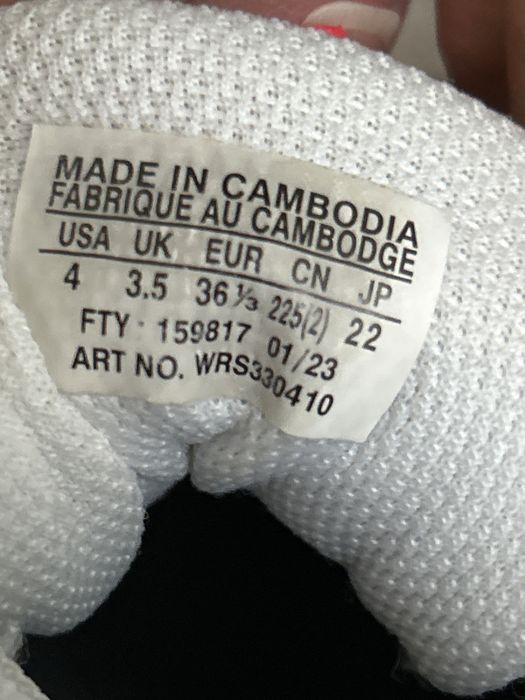 MADE IN CAMBODIA
FABRIQUE AU CAMBODGE
USA UK EUR CN JP
4 3.5 36 ⅓ 225(2) 22
FTY: 159817 01/23
ART NO. WRS330410